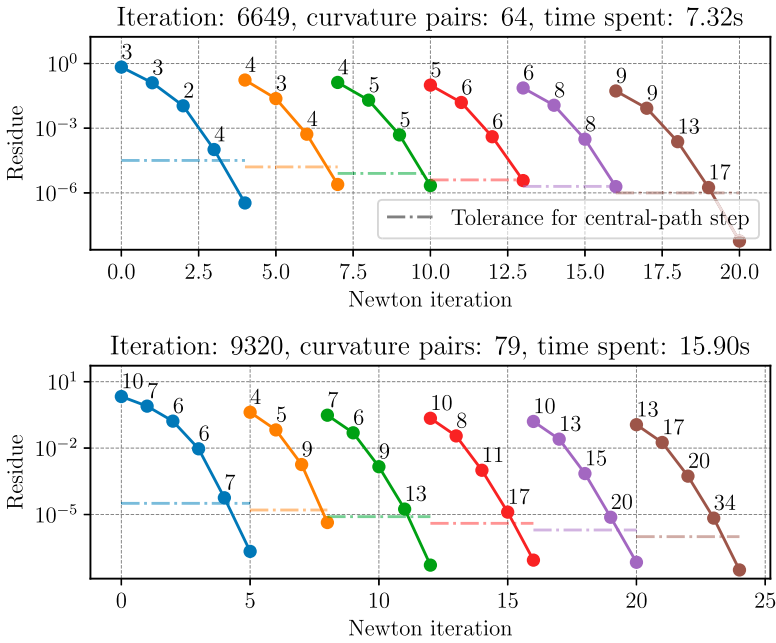 Iteration: 6649, curvature pairs: 64, time spent: 7.32s
3 3 2 4 4 3 4 4 5 5 5 6 6 6 8 8 9 9 13 17
10⁰
10⁻³
10⁻⁶
Residue
Tolerance for central-path step
0.0 2.5 5.0 7.5 10.0 12.5 15.0 17.5 20.0
Newton iteration
Iteration: 9320, curvature pairs: 79, time spent: 15.90s
10 7 6 6 7 4 5 9 7 6 9 13 10 8 11 17 10 13 15 20 13 17 20 34
10¹
10⁻²
10⁻⁵
Residue
0 5 10 15 20 25
Newton iteration